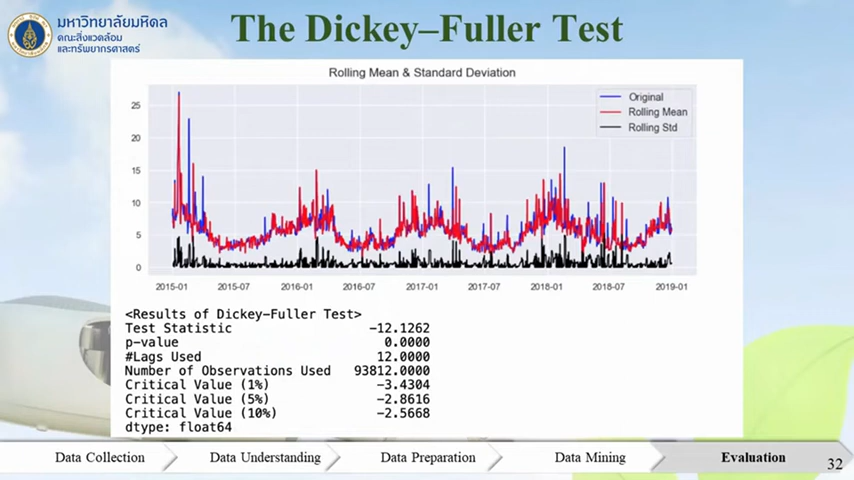 มหาวิทยาลัยมหิดล
คณะสิ่งแวดล้อม
และทรัพยากรศาสตร์
The Dickey–Fuller Test
Rolling Mean & Standard Deviation
Original
Rolling Mean
Rolling Std
25
20
15
10
5
0
2015-01 2015-07 2016-01 2016-07 2017-01 2017-07 2018-01 2018-07 2019-01
<Results of Dickey-Fuller Test>
Test Statistic -12.1262
p-value 0.0000
#Lags Used 12.0000
Number of Observations Used 93812.0000
Critical Value (1%) -3.4304
Critical Value (5%) -2.8616
Critical Value (10%) -2.5668
dtype: float64
Data Collection Data Understanding Data Preparation Data Mining Evaluation
32